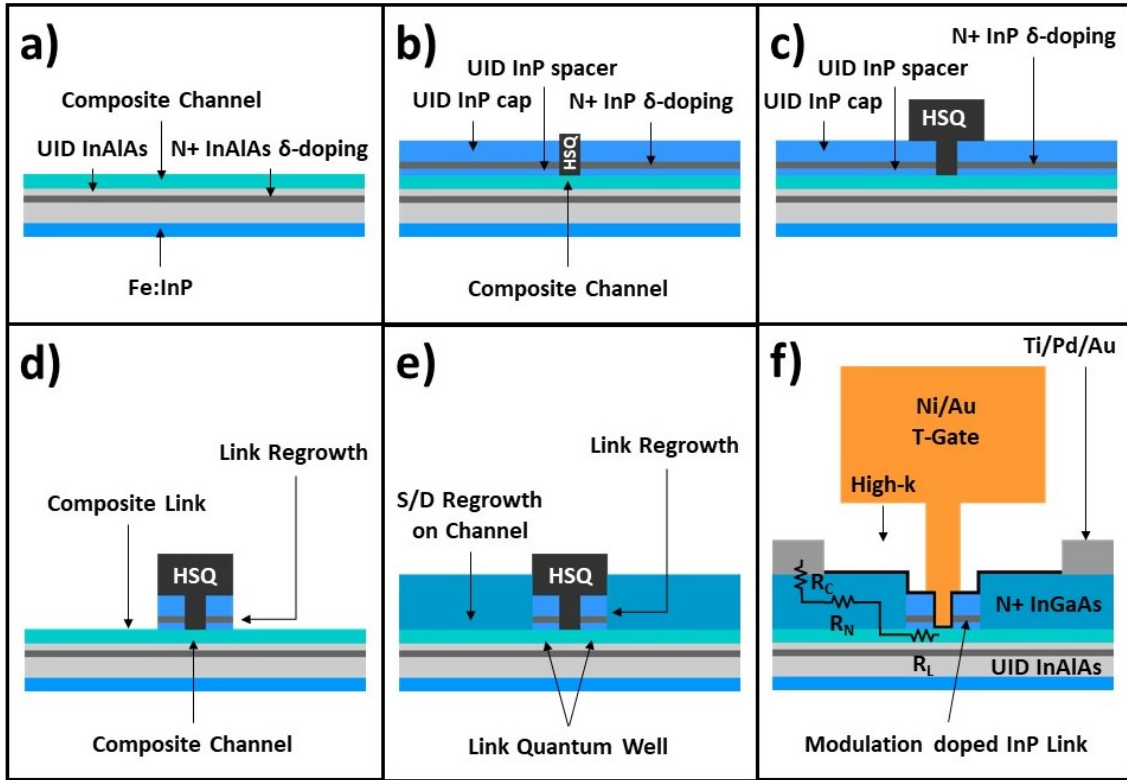 a)
Composite Channel
UID InAlAs
N+ InAlAs δ-doping
Fe:InP
b)
UID InP spacer
UID InP cap
N+ InP δ-doping
HSQ
Composite Channel
c)
N+ InP δ-doping
UID InP spacer
UID InP cap
HSQ
d)
Link Regrowth
Composite Link
HSQ
Composite Channel
e)
Link Regrowth
S/D Regrowth
on Channel
HSQ
Link Quantum Well
f)
Ti/Pd/Au
Ni/Au
T-Gate
High-k
RC
N+ InGaAs
RN
RL
UID InAlAs
Modulation doped InP Link